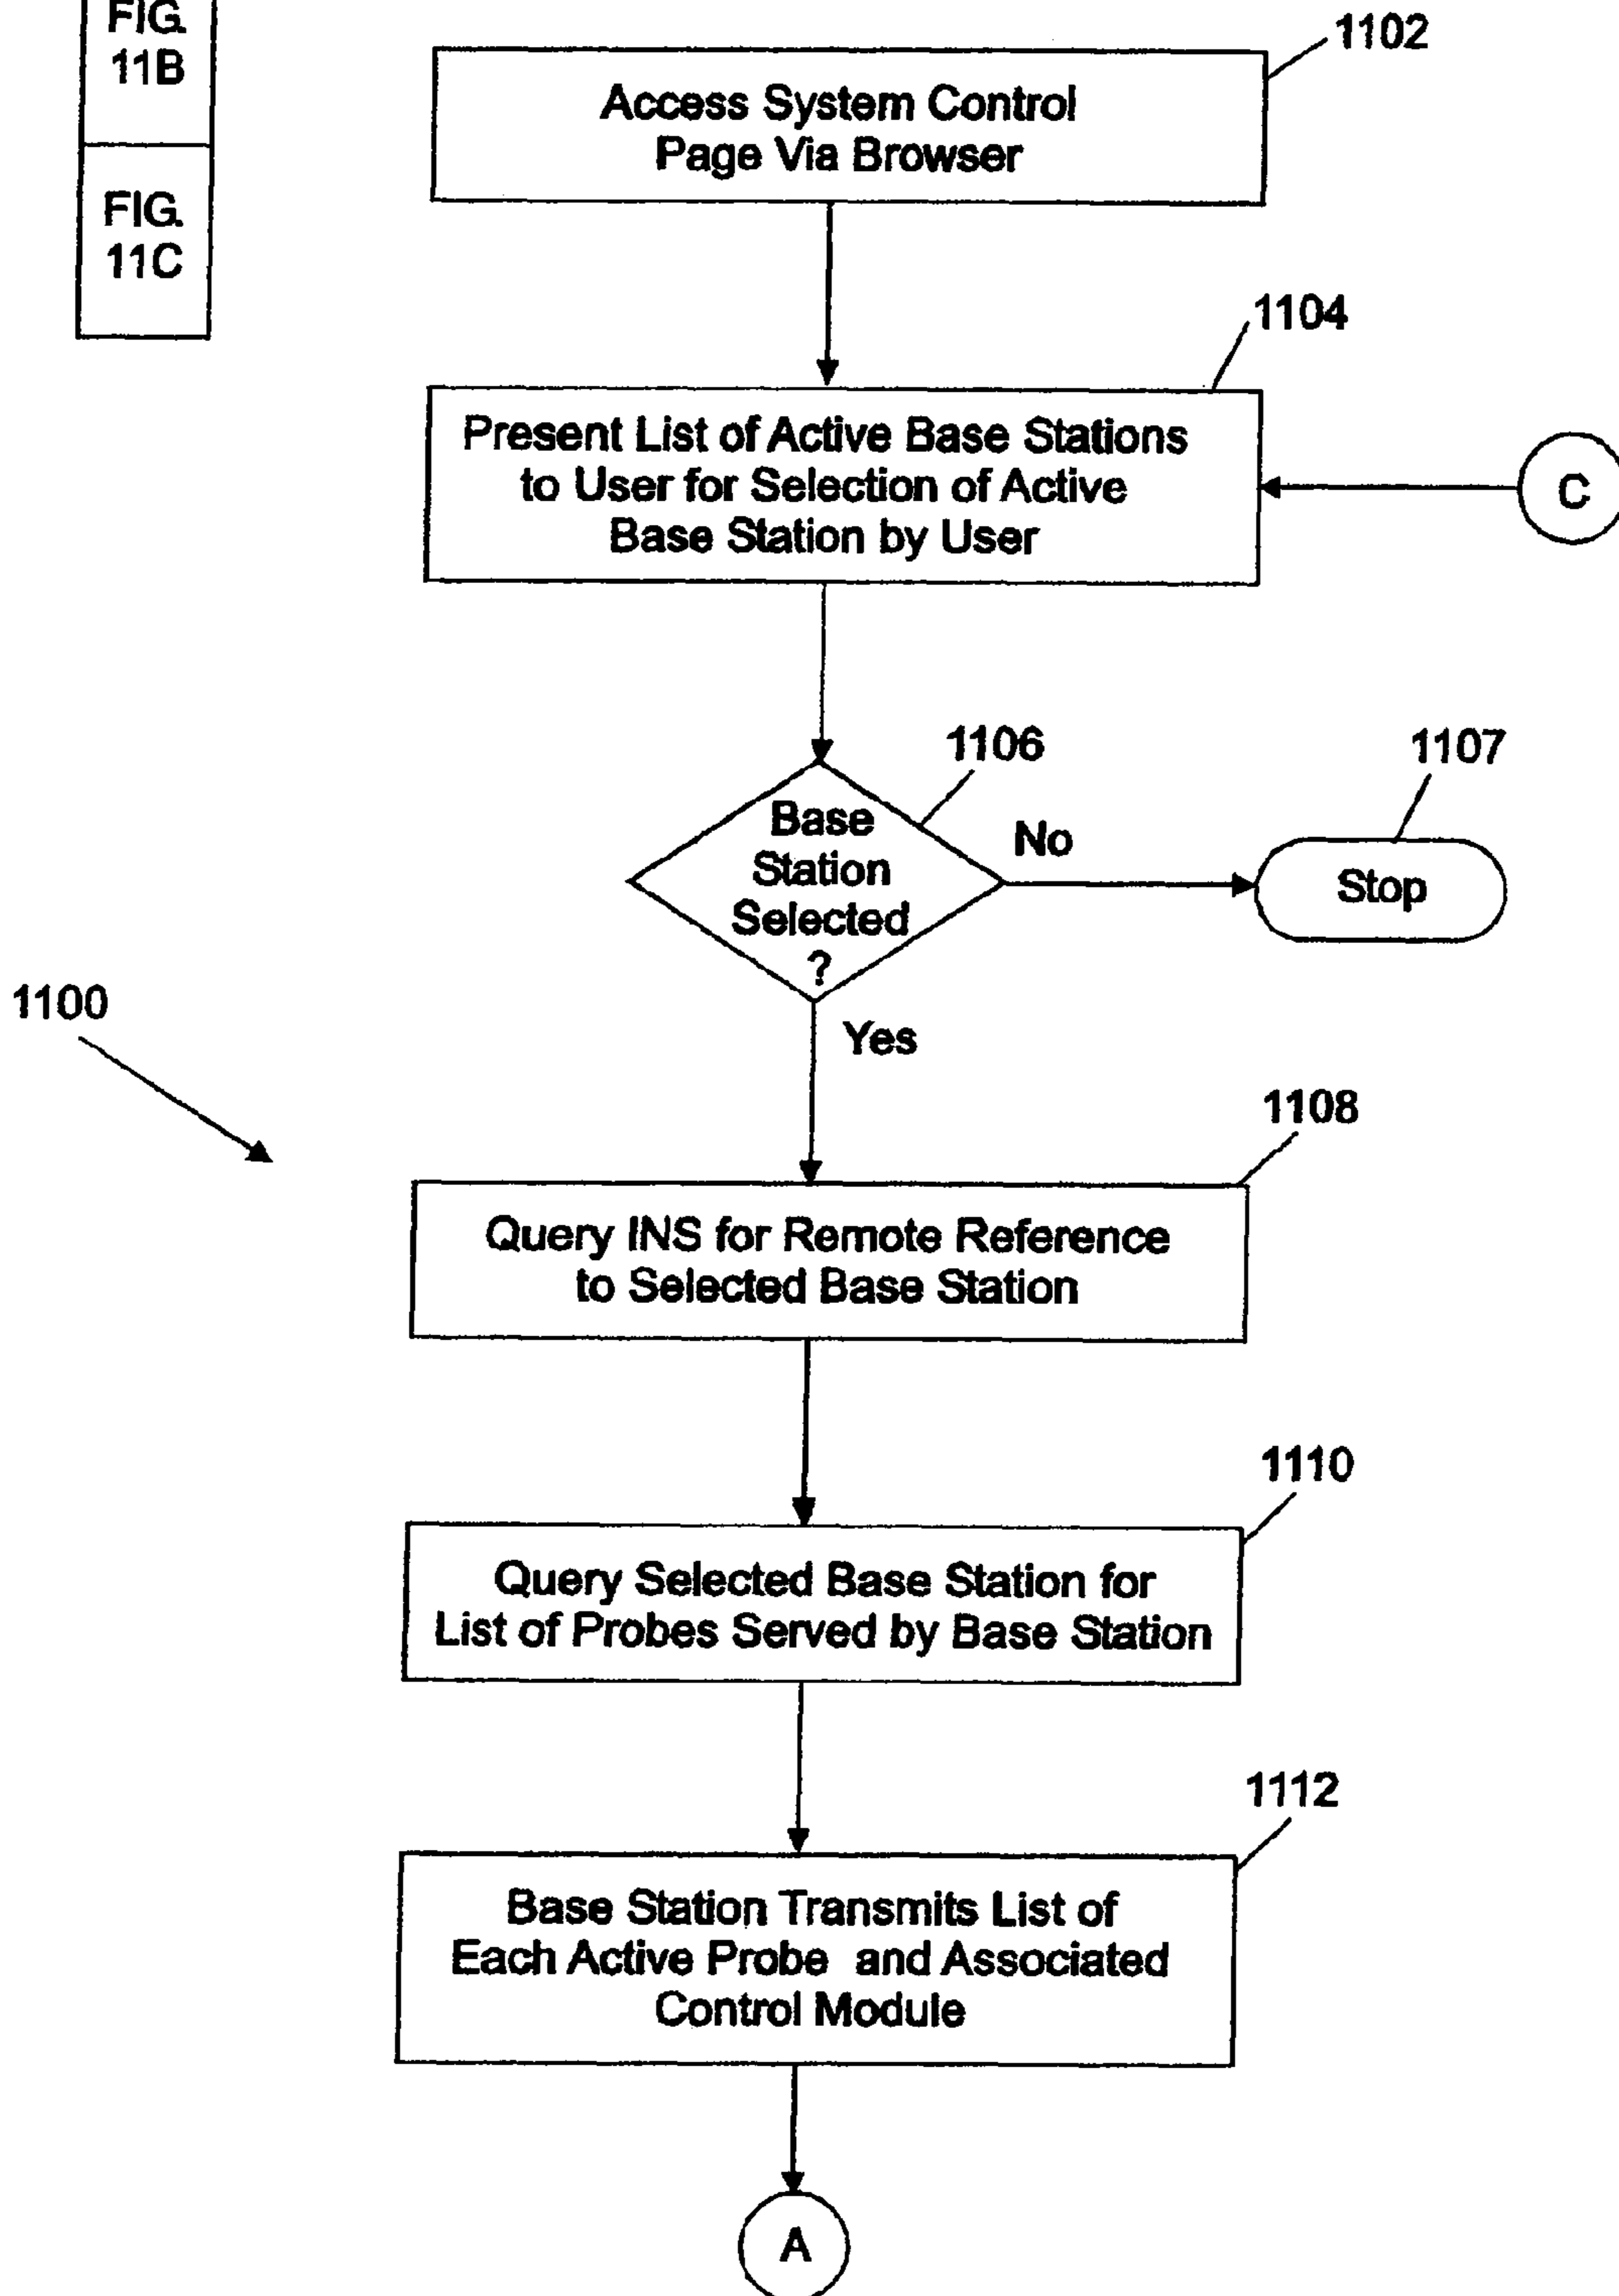 FIG.
11B
FIG.
11C
1102
Access System Control
Page Via Browser
1104
Present List of Active Base Stations
to User for Selection of Active
Base Station by User
C
1106
Base
Station
Selected
?
No
1107
Stop
Yes
1100
1108
Query INS for Remote Reference
to Selected Base Station
1110
Query Selected Base Station for
List of Probes Served by Base Station
1112
Base Station Transmits List of
Each Active Probe and Associated
Control Module
A